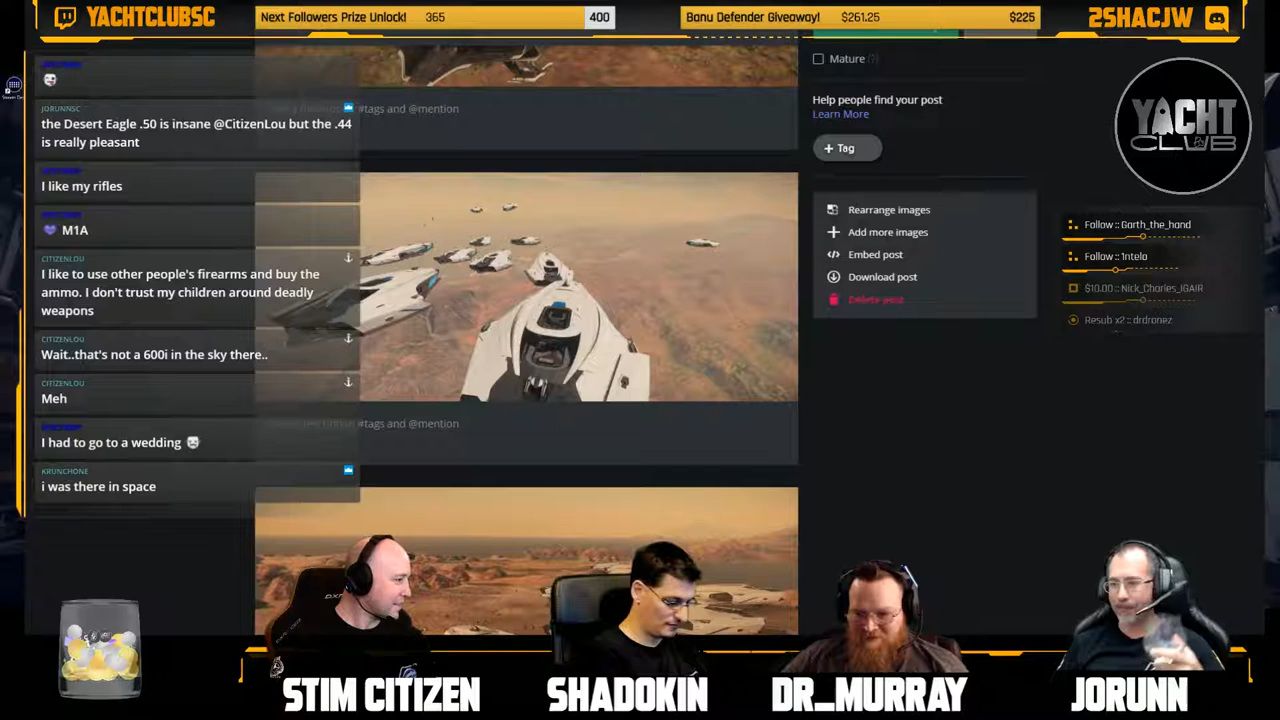 YACHTCLUBSC
Next Followers Prize Unlock! 365 400
Banu Defender Giveaway! $261.25 $225
2SHACJW
JORUNNSC
the Desert Eagle .50 is insane @CitizenLou but the .44
is really pleasant
I like my rifles
M1A
CITIZENLOU
I like to use other people's firearms and buy the
ammo. I don't trust my children around deadly
weapons
CITIZENLOU
Wait..that's not a 600i in the sky there..
CITIZENLOU
Meh
I had to go to a wedding
KRUNCHONE
i was there in space
#tags and @mention
#tags and @mention
Mature (?)
Help people find your post
Learn More
+ Tag
Rearrange images
Add more images
Embed post
Download post
Delete post
YACHT
CLUB
Follow :: Garth_the_hand
Follow :: 1ntelo
$10.00 :: Nick_Charles_IGAIR
Resub x2 :: drdronez
STIM CITIZEN
SHADOKIN
DR_MURRAY
JORUNN